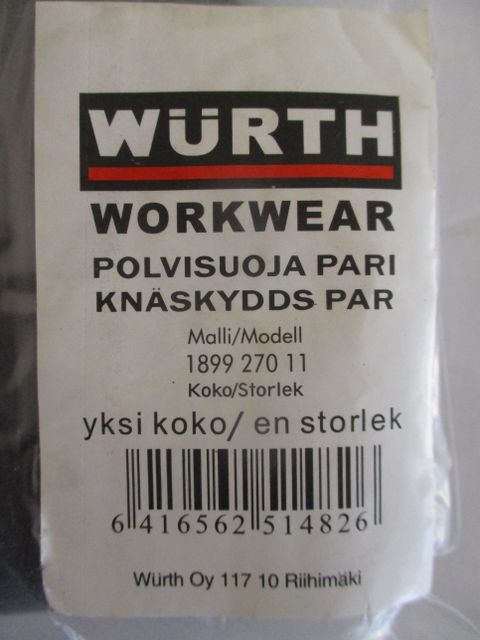 WÜRTH
WORKWEAR
POLVISUOJA PARI
KNÄSKYDDS PAR
Malli/Modell
1899 270 11
Koko/Storlek
yksi koko/ en storlek
6 416562 514826
Würth Oy 117 10 Riihimäki